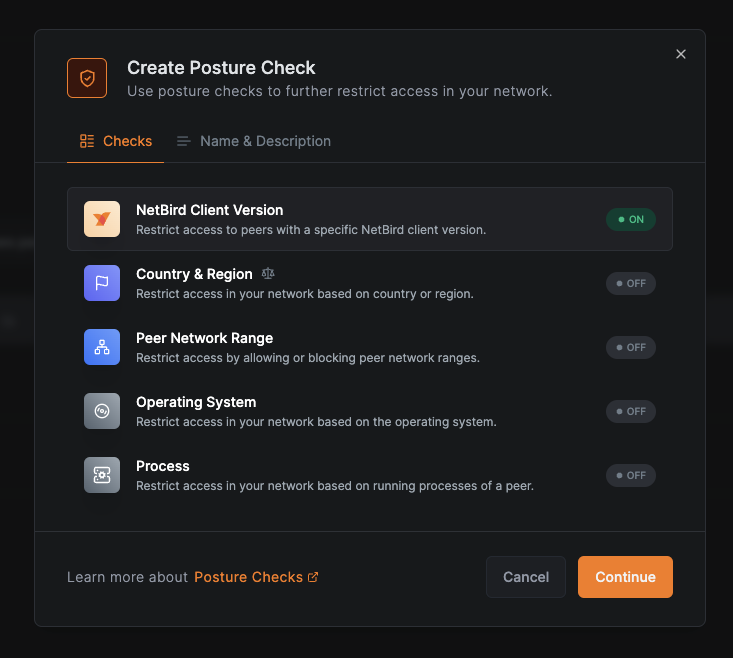 Create Posture Check
Use posture checks to further restrict access in your network.
Checks
Name & Description
NetBird Client Version
Restrict access to peers with a specific NetBird client version.
ON
Country & Region
Restrict access in your network based on country or region.
OFF
Peer Network Range
Restrict access by allowing or blocking peer network ranges.
OFF
Operating System
Restrict access in your network based on the operating system.
OFF
Process
Restrict access in your network based on running processes of a peer.
OFF
Learn more about Posture Checks
Cancel
Continue